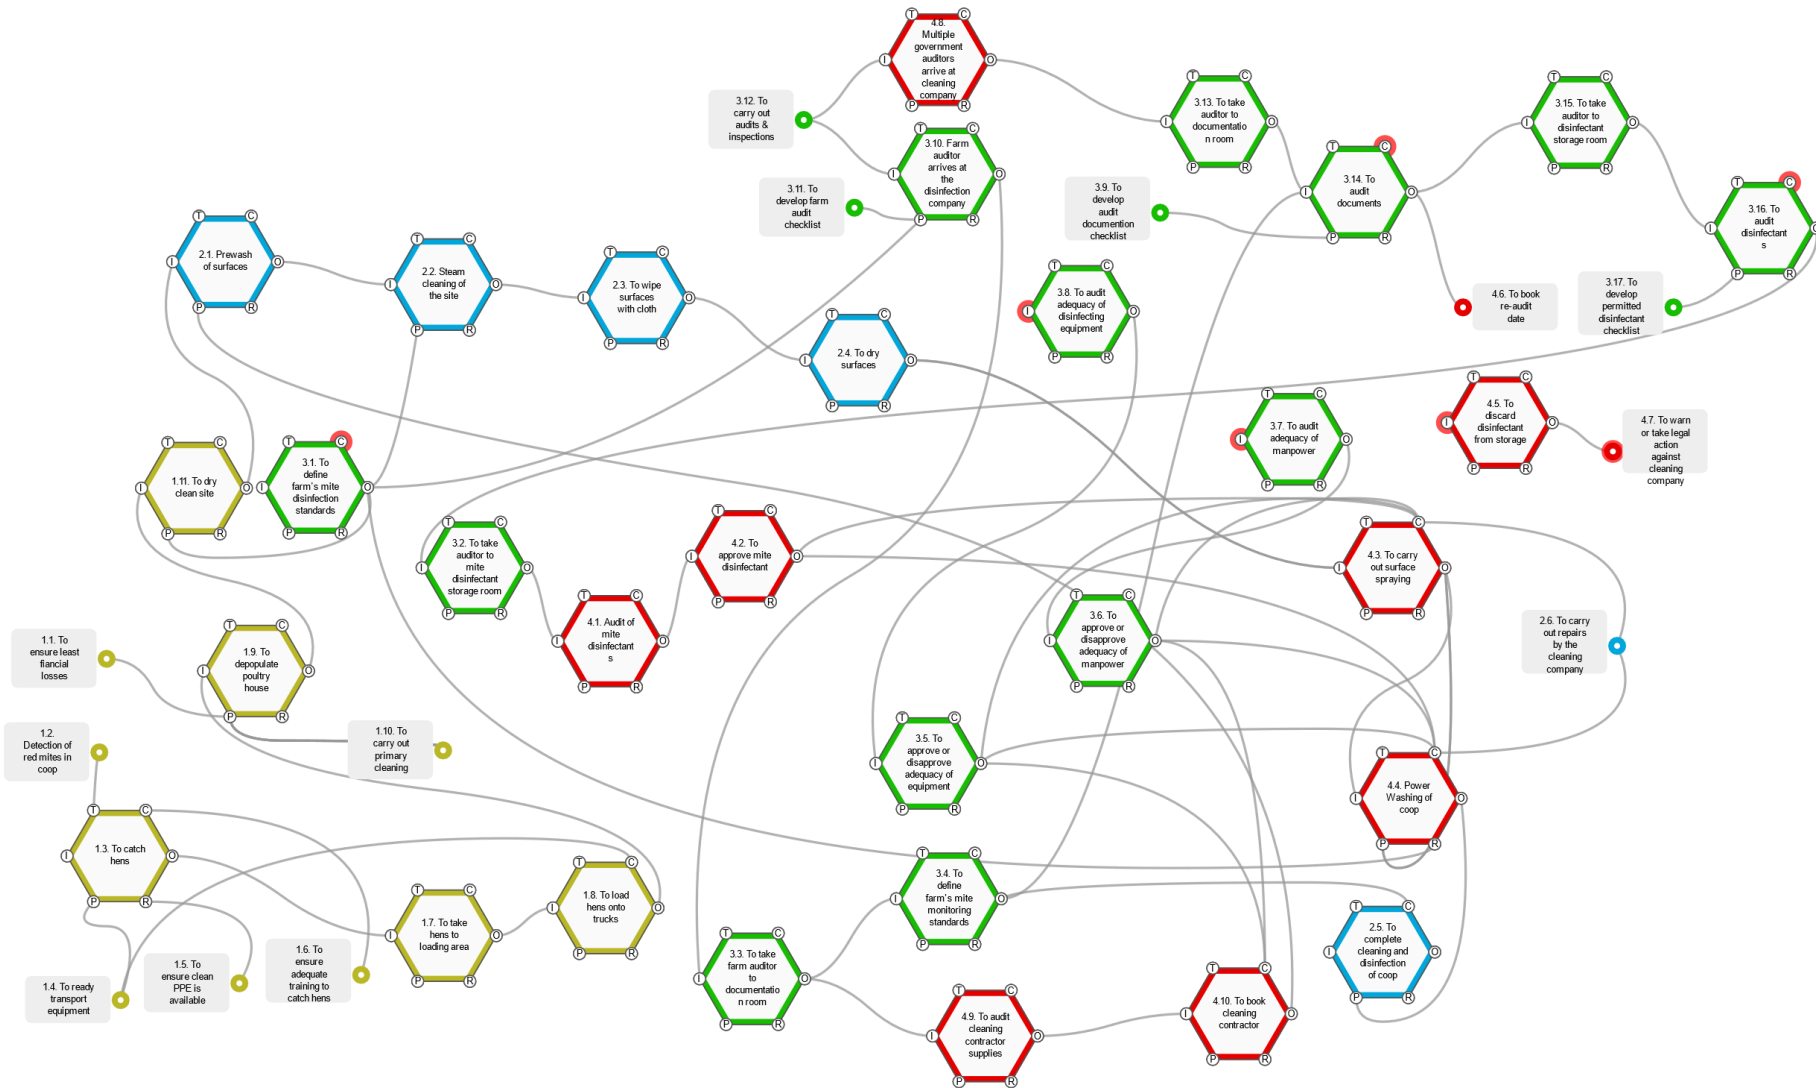 4.8.
Multiple
government
auditors
arrive at
cleaning
company
3.12. To
carry out
audits &
inspections
3.13. To take
auditor to
documentatio
n room
3.15. To take
auditor to
disinfectant
storage room
3.10. Farm
auditor
arrives at
the
disinfection
company
3.11. To
develop farm
audit
checklist
3.9. To
develop
audit
documention
checklist
3.14. To
audit
documents
3.16. To
audit
disinfectant
s
2.1. Prewash
of surfaces
2.2. Steam
cleaning of
the site
2.3. To wipe
surfaces
with cloth
3.8. To audit
adequacy of
disinfecting
equipment
4.6. To book
re-audit
date
3.17. To
develop
permitted
disinfectant
checklist
2.4. To dry
surfaces
3.7. To audit
adequacy of
manpower
4.5. To
discard
disinfectant
from storage
4.7. To warn
or take legal
action
against
cleaning
company
1.11. To dry
clean site
3.1. To
define
farm's mite
disinfection
standards
3.2. To take
auditor to
mite
disinfectant
storage room
4.2. To
approve mite
disinfectant
4.3. To carry
out surface
spraying
4.1. Audit of
mite
disinfectant
s
3.6. To
approve or
disapprove
adequacy of
manpower
2.6. To carry
out repairs
by the
cleaning
company
1.1. To
ensure least
fiancial
losses
1.9. To
depopulate
poultry
house
1.2.
Detection of
red mites in
coop
1.10. To
carry out
primary
cleaning
3.5. To
approve or
disapprove
adequacy of
equipment
4.4. Power
Washing of
coop
1.3. To catch
hens
1.7. To take
hens to
loading area
1.8. To load
hens onto
trucks
3.4. To
define
farm's mite
monitoring
standards
2.5. To
complete
cleaning and
disinfection
of coop
1.4. To ready
transport
equipment
1.5. To
ensure clean
PPE is
available
1.6. To
ensure
adequate
training to
catch hens
3.3. To take
farm auditor
to
documentatio
n room
4.9. To audit
cleaning
contractor
supplies
4.10. To book
cleaning
contractor